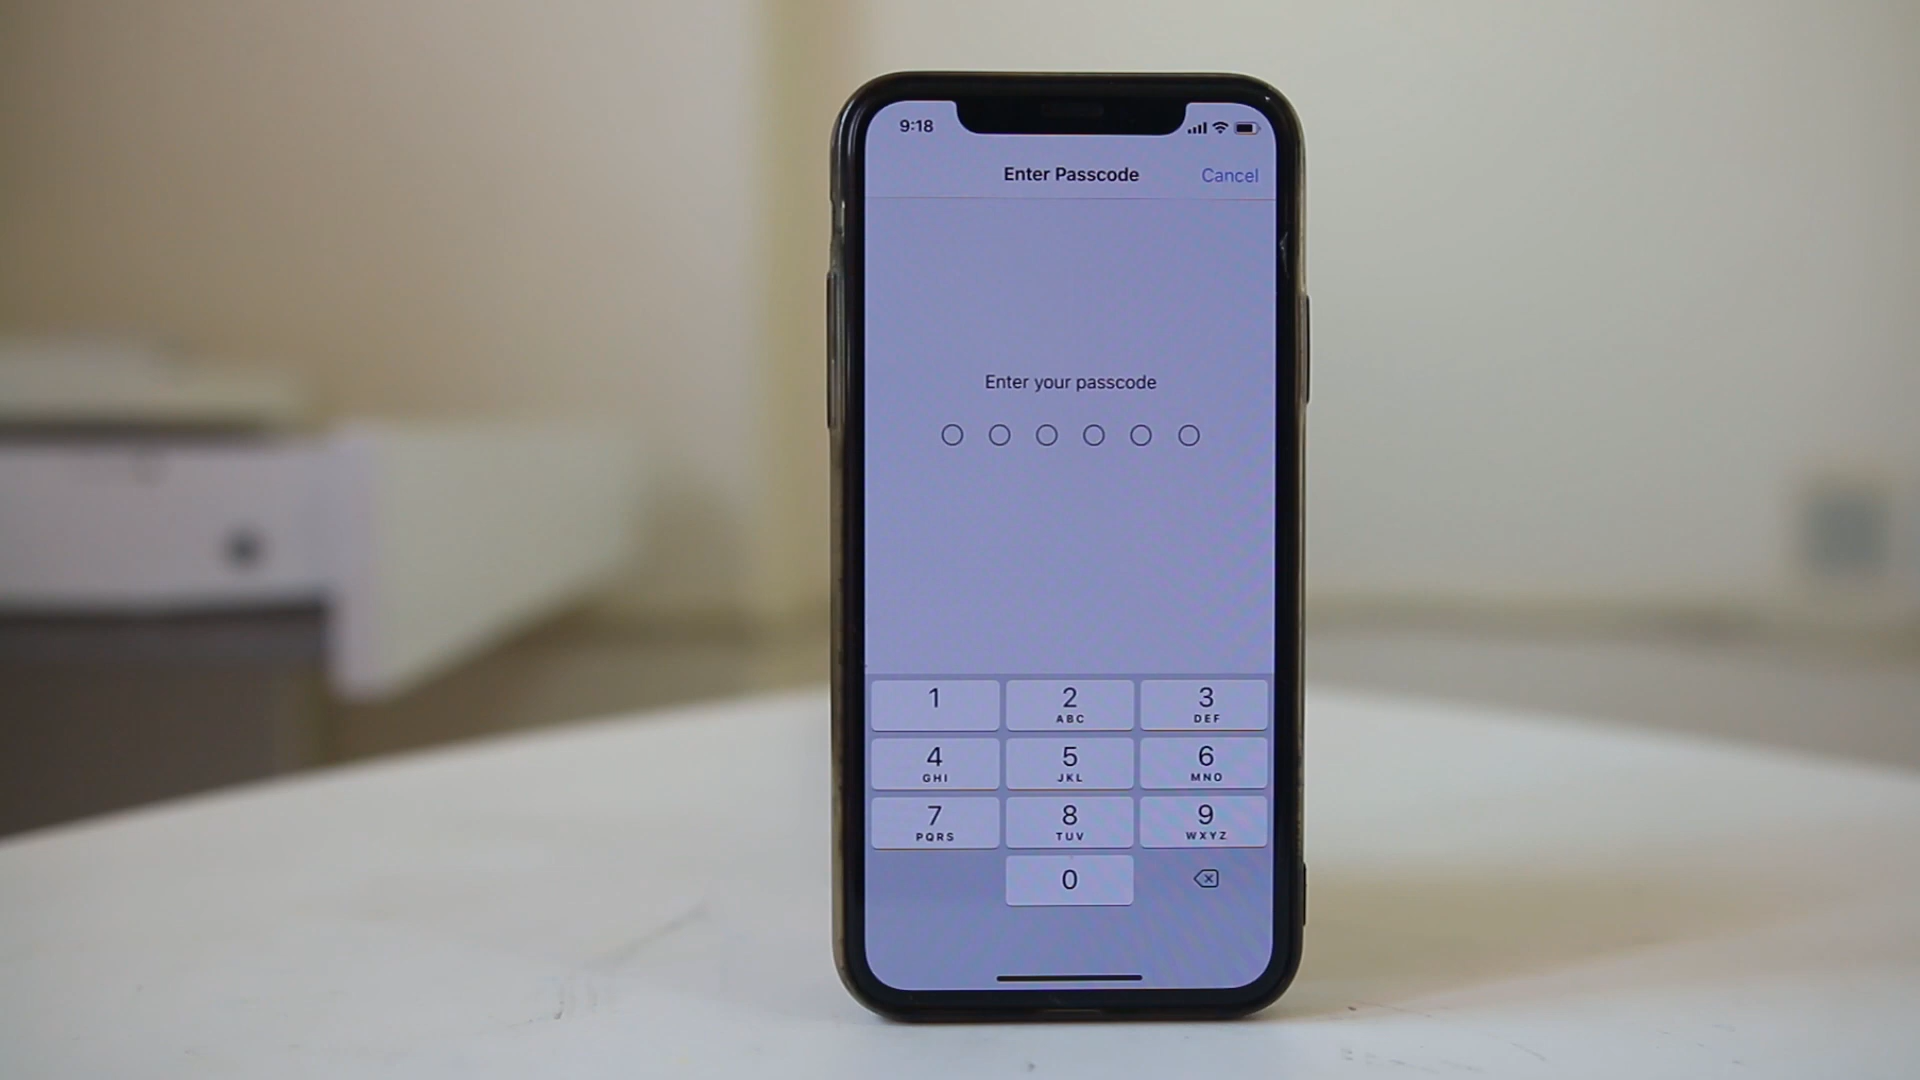 9:18
Enter Passcode Cancel
Enter your passcode
1 2 3
ABC DEF
4 5 6
GHI JKL MNO
7 8 9
PQRS TUV WXYZ
0